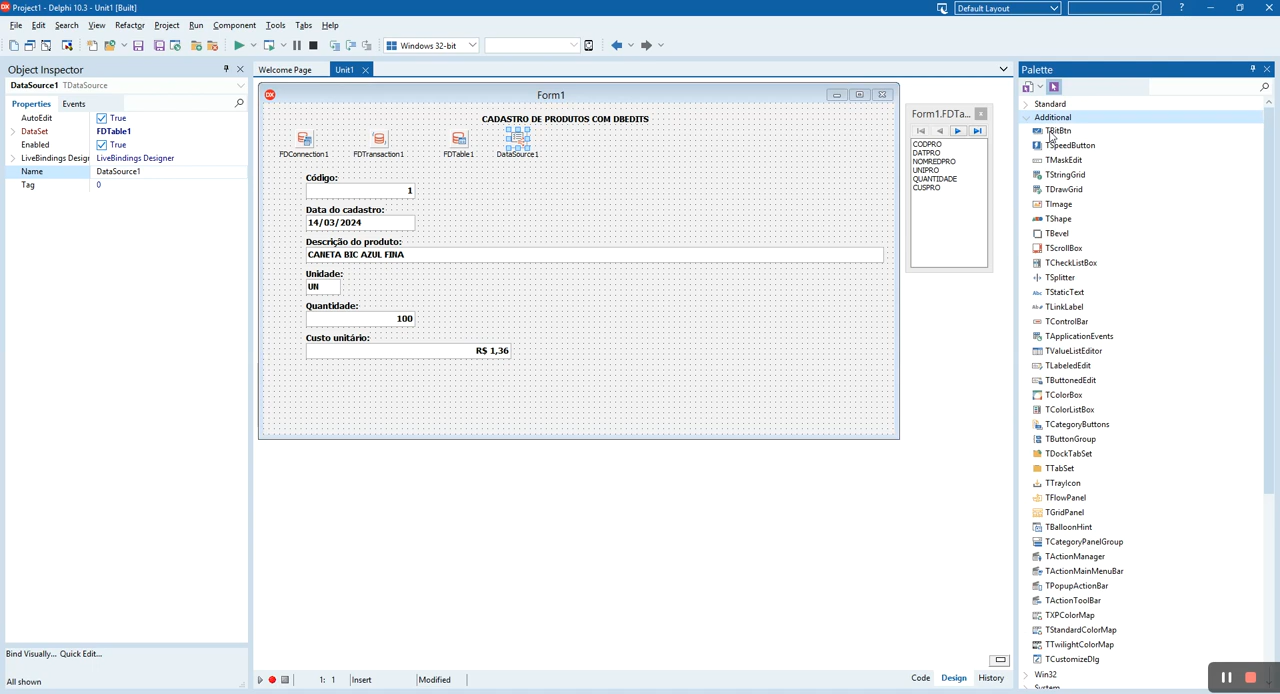 Project1 - Delphi 10.3 - Unit1 [Built]
Default Layout
File Edit Search View Refactor Project Run Component Tools Tabs Help
Windows 32-bit
Object Inspector
DataSource1 TDataSource
Properties Events
AutoEdit True
DataSet FDTable1
Enabled True
LiveBindings Desigr LiveBindings Designer
Name DataSource1
Tag 0
Bind Visually... Quick Edit...
All shown
Welcome Page Unit1
Form1
CADASTRO DE PRODUTOS COM DBEDITS
FDConnection1 FDTransaction1 FDTable1 DataSource1
Código:
1
Data do cadastro:
14/03/2024
Descrição do produto:
CANETA BIC AZUL FINA
Unidade:
UN
Quantidade:
100
Custo unitário:
R$ 1,36
Form1.FDTa...
CODPRO
DATPRO
NOMREDPRO
UNIPRO
QUANTIDADE
CUSPRO
1: 1 Insert Modified
Code Design History
Palette
Standard
Additional
TBitBtn
TSpeedButton
TMaskEdit
TStringGrid
TDrawGrid
TImage
TShape
TBevel
TScrollBox
TCheckListBox
TSplitter
TStaticText
TLinkLabel
TControlBar
TApplicationEvents
TValueListEditor
TLabeledEdit
TButtonedEdit
TColorBox
TColorListBox
TCategoryButtons
TButtonGroup
TDockTabSet
TTabSet
TTrayIcon
TFlowPanel
TGridPanel
TBalloonHint
TCategoryPanelGroup
TActionManager
TActionMainMenuBar
TPopupActionBar
TActionToolBar
TXPColorMap
TStandardColorMap
TTwilightColorMap
TCustomizeDlg
Win32
System